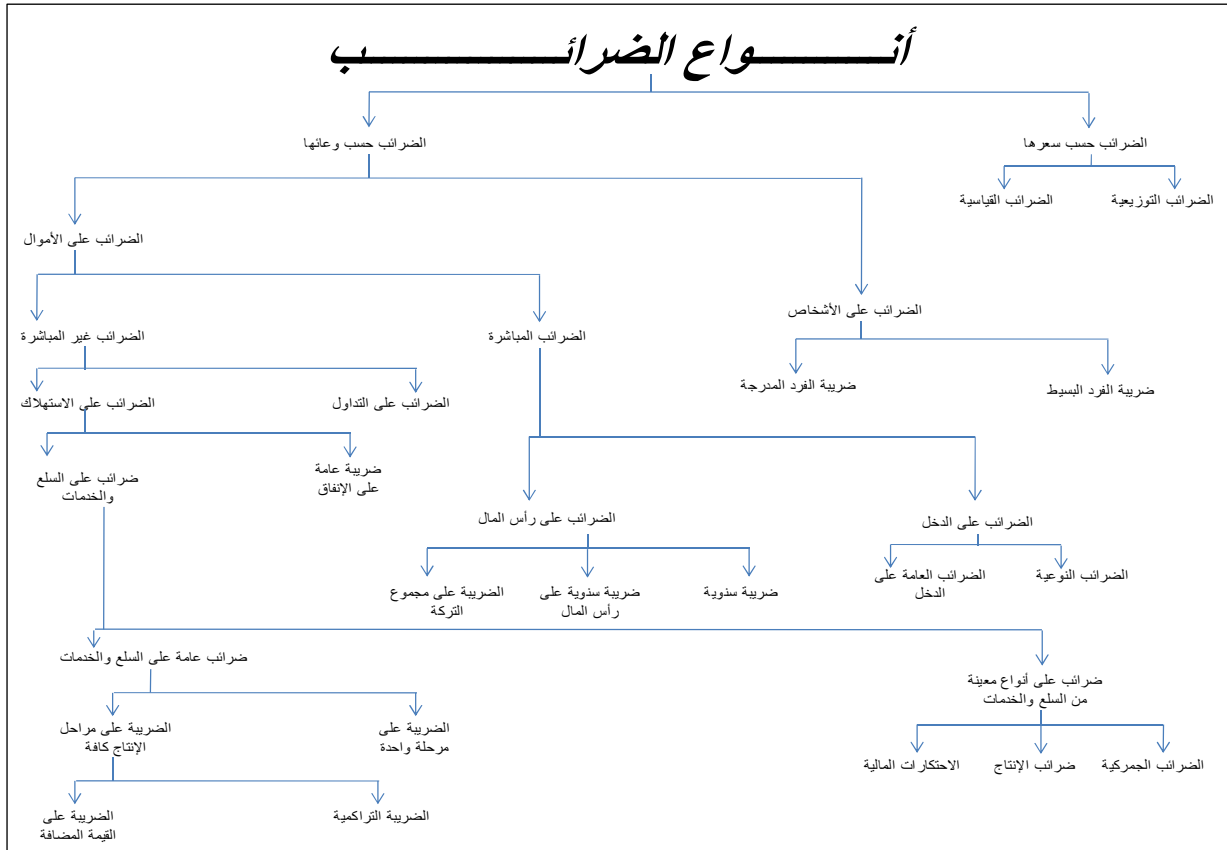 أنـــــواع الضرائـــــــب
الضرائب حسب سعرها
الضرائب حسب وعائها
الضرائب التوزيعية
الضرائب القياسية
الضرائب على الأموال
الضرائب على الأشخاص
الضرائب المباشرة
الضرائب غير المباشرة
ضريبة الفرد البسيط
ضريبة الفرد المدرجة
الضرائب على التداول
الضرائب على الاستهلاك
ضريبة عامة
على الإنفاق
ضرائب على السلع
والخدمات
الضرائب على الدخل
الضرائب على رأس المال
الضرائب النوعية
الضرائب العامة على
الدخل
ضريبة سنوية
ضريبة سنوية على
رأس المال
الضريبة على مجموع
التركة
ضرائب عامة على السلع والخدمات
ضرائب على أنواع معينة
من السلع والخدمات
الضريبة على
مرحلة واحدة
الضريبة على مراحل
الإنتاج كافة
الضرائب الجمركية
ضرائب الإنتاج
الاحتكارات المالية
الضريبة التراكمية
الضريبة على
القيمة المضافة